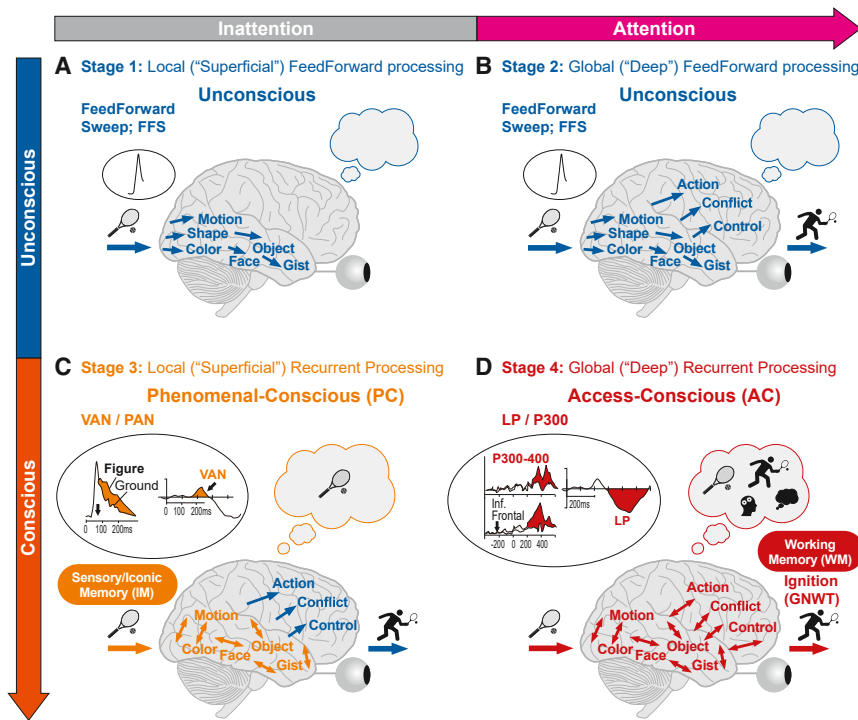 Inattention
Attention
Unconscious
Conscious
A Stage 1: Local (“Superficial”) FeedForward processing
Unconscious
FeedForward
Sweep; FFS
Motion
Shape
Color
Object
Face
Gist
B Stage 2: Global (“Deep”) FeedForward processing
Unconscious
FeedForward
Sweep; FFS
Action
Conflict
Control
Motion
Shape
Color
Object
Face
Gist
C Stage 3: Local (“Superficial”) Recurrent Processing
Phenomenal-Conscious (PC)
VAN / PAN
Figure
Ground
0 100 200ms
VAN
0 100 200ms
Sensory/Iconic
Memory (IM)
Action
Conflict
Control
Motion
Color
Face
Object
Gist
D Stage 4: Global (“Deep”) Recurrent Processing
Access-Conscious (AC)
LP / P300
P300-400
Inf.
Frontal
-200 0 200 400
200ms
LP
Working
Memory (WM)
Ignition
(GNWT)
Action
Conflict
Control
Motion
Color
Face
Object
Gist